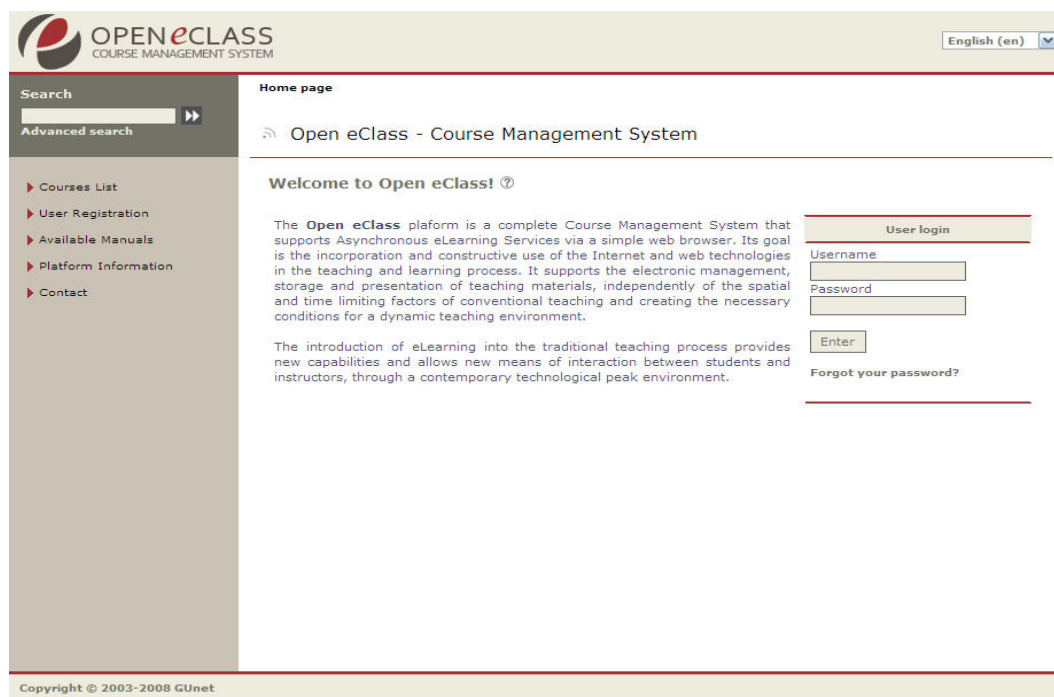 OPEN eCLASS
COURSE MANAGEMENT SYSTEM
English (en)
Search
Advanced search
Courses List
User Registration
Available Manuals
Platform Information
Contact
Home page
Open eClass - Course Management System
Welcome to Open eClass! ?
The Open eClass plaform is a complete Course Management System that
supports Asynchronous eLearning Services via a simple web browser. Its goal
is the incorporation and constructive use of the Internet and web technologies
in the teaching and learning process. It supports the electronic management,
storage and presentation of teaching materials, independently of the spatial
and time limiting factors of conventional teaching and creating the necessary
conditions for a dynamic teaching environment.
The introduction of eLearning into the traditional teaching process provides
new capabilities and allows new means of interaction between students and
instructors, through a contemporary technological peak environment.
User login
Username
Password
Enter
Forgot your password?
Copyright © 2003-2008 GUnet